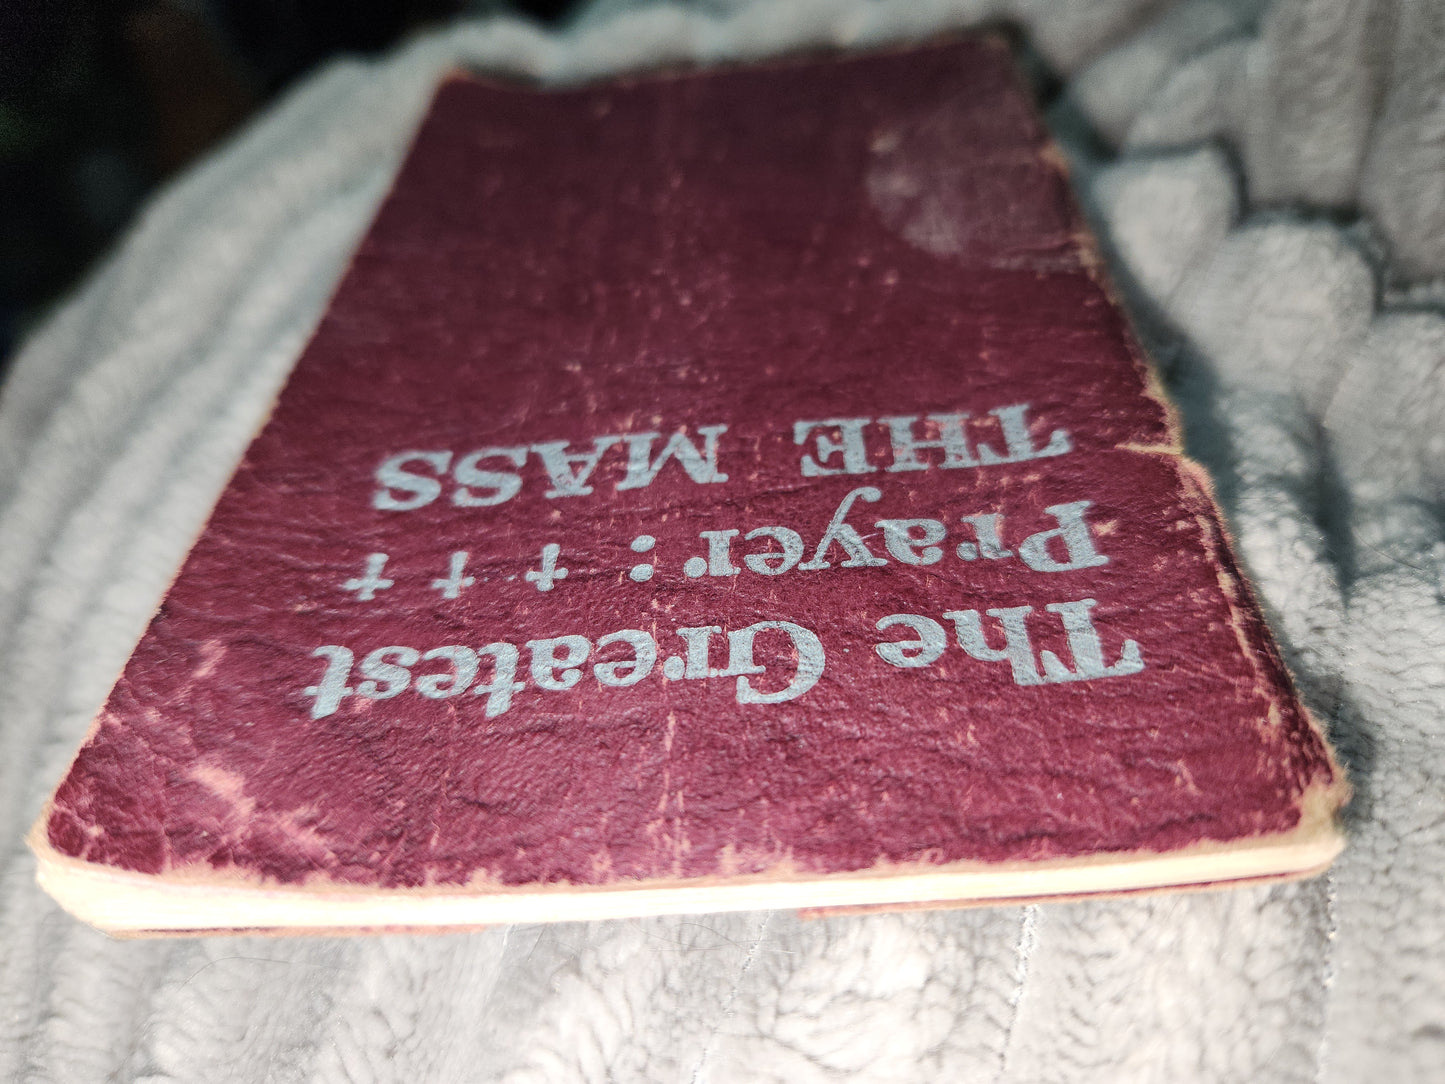 The Greatest
Prayer: + + +
THE MASS